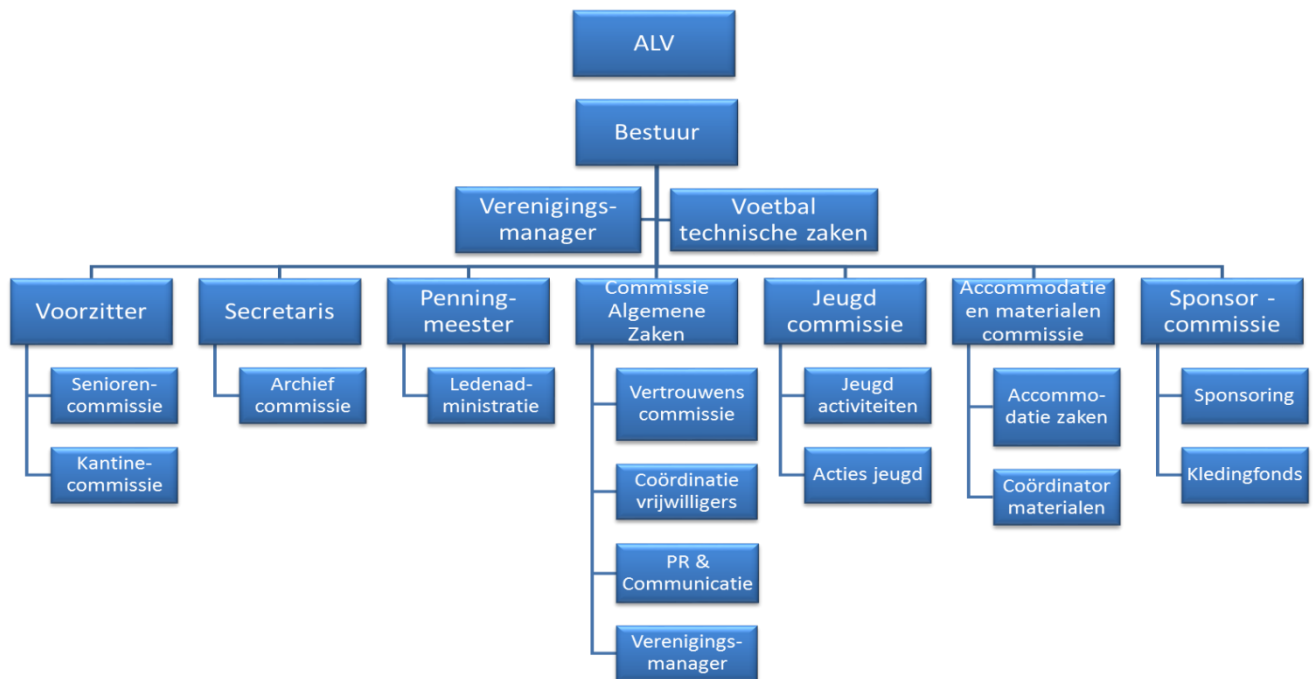 ALV
Bestuur
Verenigings-
manager
Voetbal
technische zaken
Voorzitter
Secretaris
Penning-
meester
Commissie
Algemene
Zaken
Jeugd
commissie
Accommodatie
en materialen
commissie
Sponsor -
commissie
Senioren-
commissie
Kantine-
commissie
Archief
commissie
Ledenad-
ministratie
Vertrouwens
commissie
Coördinatie
vrijwilligers
PR &
Communicatie
Verenigings-
manager
Jeugd
activiteiten
Acties jeugd
Accommo-
datie zaken
Coördinator
materialen
Sponsoring
Kledingfonds